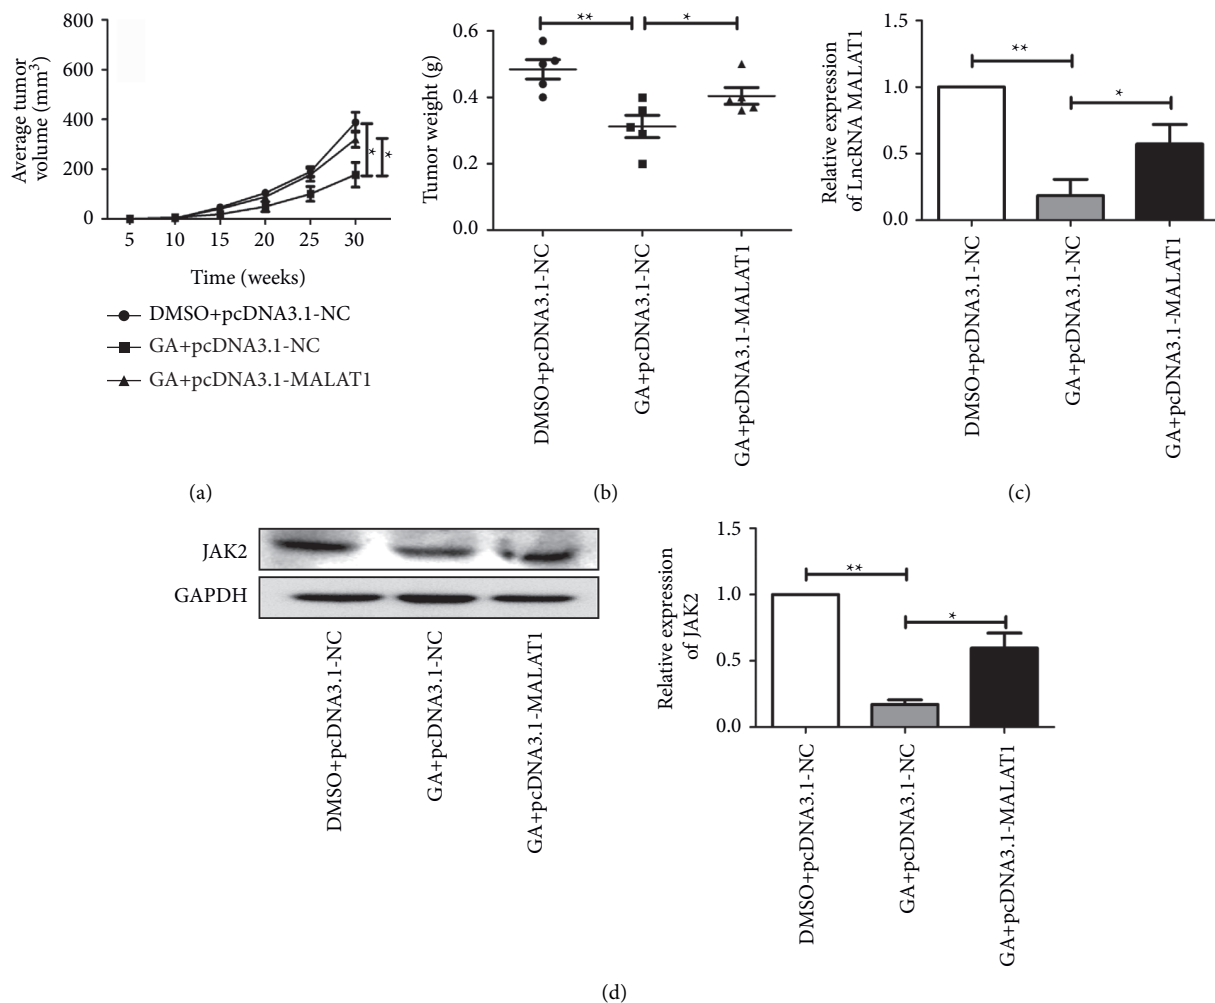 800
600
400
200
0
Average tumor
volume (mm³)
5 10 15 20 25 30
Time (weeks)
* *
DMSO+pcDNA3.1-NC
GA+pcDNA3.1-NC
GA+pcDNA3.1-MALAT1
(a)
0.6
0.4
0.2
0.0
Tumor weight (g)
** *
DMSO+pcDNA3.1-NC
GA+pcDNA3.1-NC
GA+pcDNA3.1-MALAT1
(b)
1.5
1.0
0.5
0.0
Relative expression
of LncRNA MALAT1
**
*
DMSO+pcDNA3.1-NC
GA+pcDNA3.1-NC
GA+pcDNA3.1-MALAT1
(c)
JAK2
GAPDH
DMSO+pcDNA3.1-NC
GA+pcDNA3.1-NC
GA+pcDNA3.1-MALAT1
1.5
1.0
0.5
0.0
Relative expression
of JAK2
**
*
DMSO+pcDNA3.1-NC
GA+pcDNA3.1-NC
GA+pcDNA3.1-MALAT1
(d)